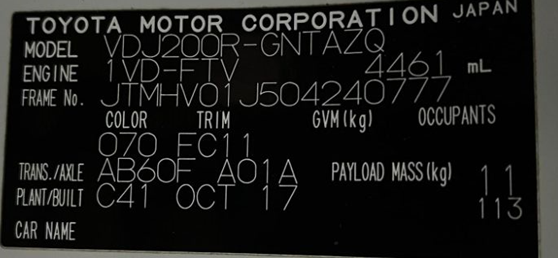 TOYOTA MOTOR CORPORATION JAPAN
MODEL VDJ200R-GNTAZQ
ENGINE 1VD-FTV 4461 mL
FRAME No. JTMHV01J504240777
COLOR TRIM GVM(kg) OCCUPANTS
070 FC11
TRANS./AXLE AB60F A01A PAYLOAD MASS(kg) 11
PLANT/BUILT C41 OCT 17 113
CAR NAME